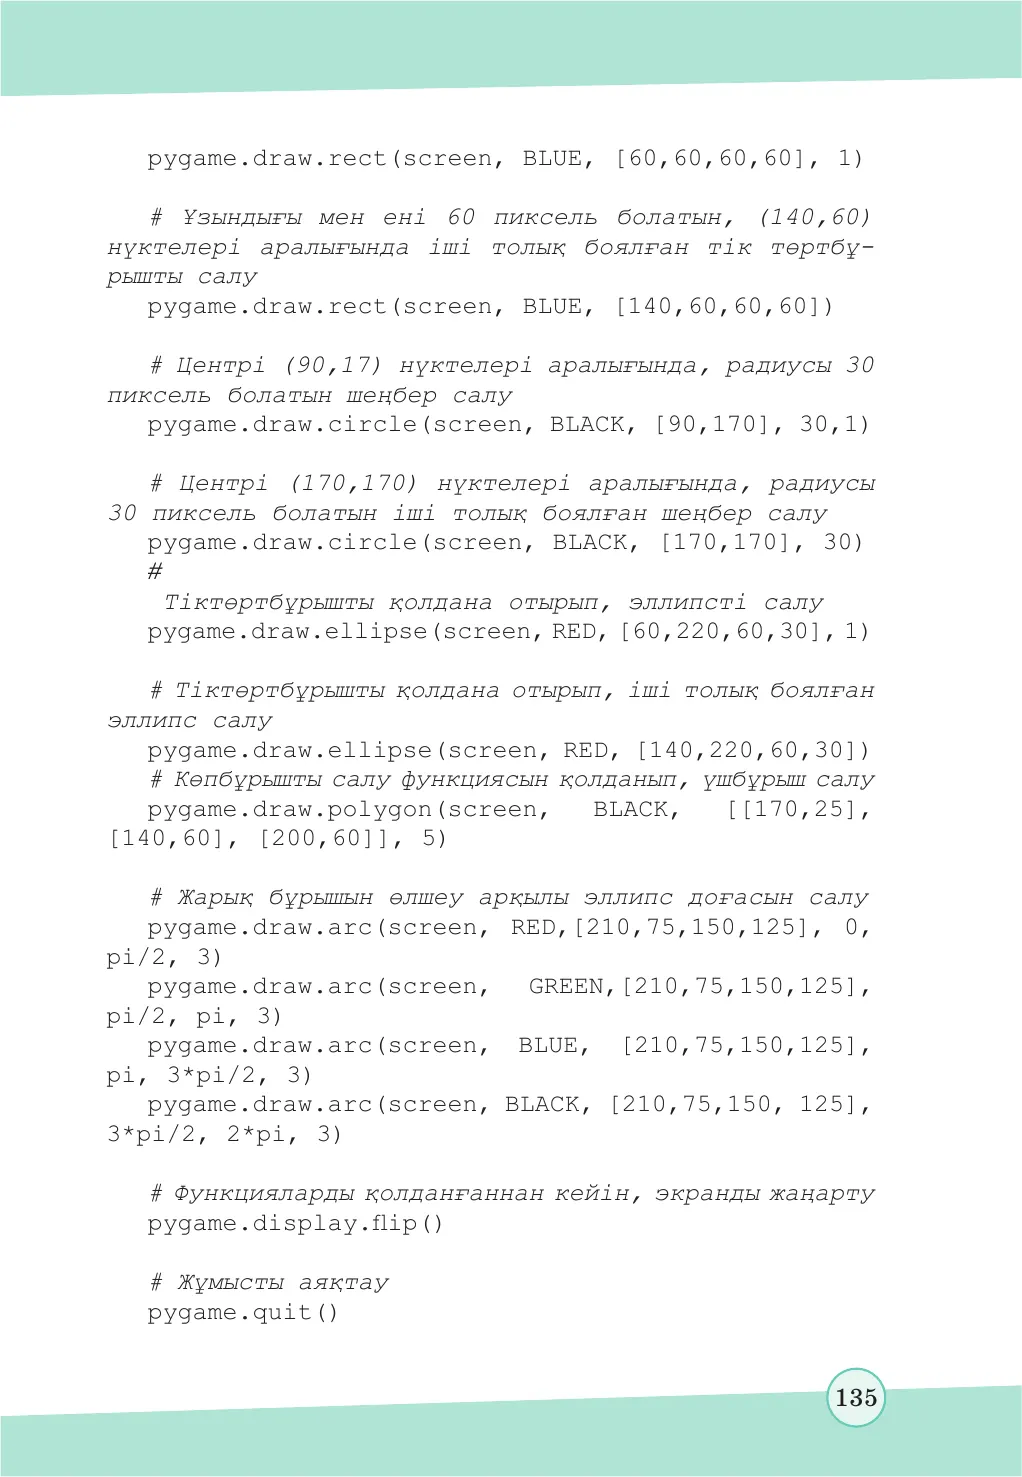 pygame.draw.rect(screen, BLUE, [60,60,60,60], 1)
# Ұзындығы мен ені 60 пиксель болатын, (140,60)
нүктелері аралығында іші толық боялған тік төртбұ-
рышты салу
pygame.draw.rect(screen, BLUE, [140,60,60,60])
# Центрі (90,17) нүктелері аралығында, радиусы 30
пиксель болатын шеңбер салу
pygame.draw.circle(screen, BLACK, [90,170], 30,1)
# Центрі (170,170) нүктелері аралығында, радиусы
30 пиксель болатын іші толық боялған шеңбер салу
pygame.draw.circle(screen, BLACK, [170,170], 30)
#
Тіктөртбұрышты қолдана отырып, эллипсті салу
pygame.draw.ellipse(screen, RED, [60,220,60,30], 1)
# Тіктөртбұрышты қолдана отырып, іші толық боялған
эллипс салу
pygame.draw.ellipse(screen, RED, [140,220,60,30])
# Көпбұрышты салу функциясын қолданып, үшбұрыш салу
pygame.draw.polygon(screen, BLACK, [[170,25],
[140,60], [200,60]], 5)
# Жарық бұрышын өлшеу арқылы эллипс доғасын салу
pygame.draw.arc(screen, RED,[210,75,150,125], 0,
pi/2, 3)
pygame.draw.arc(screen, GREEN,[210,75,150,125],
pi/2, pi, 3)
pygame.draw.arc(screen, BLUE, [210,75,150,125],
pi, 3*pi/2, 3)
pygame.draw.arc(screen, BLACK, [210,75,150, 125],
3*pi/2, 2*pi, 3)
# Функцияларды қолданғаннан кейін, экранды жаңарту
pygame.display.flip()
# Жұмысты аяқтау
pygame.quit()
135